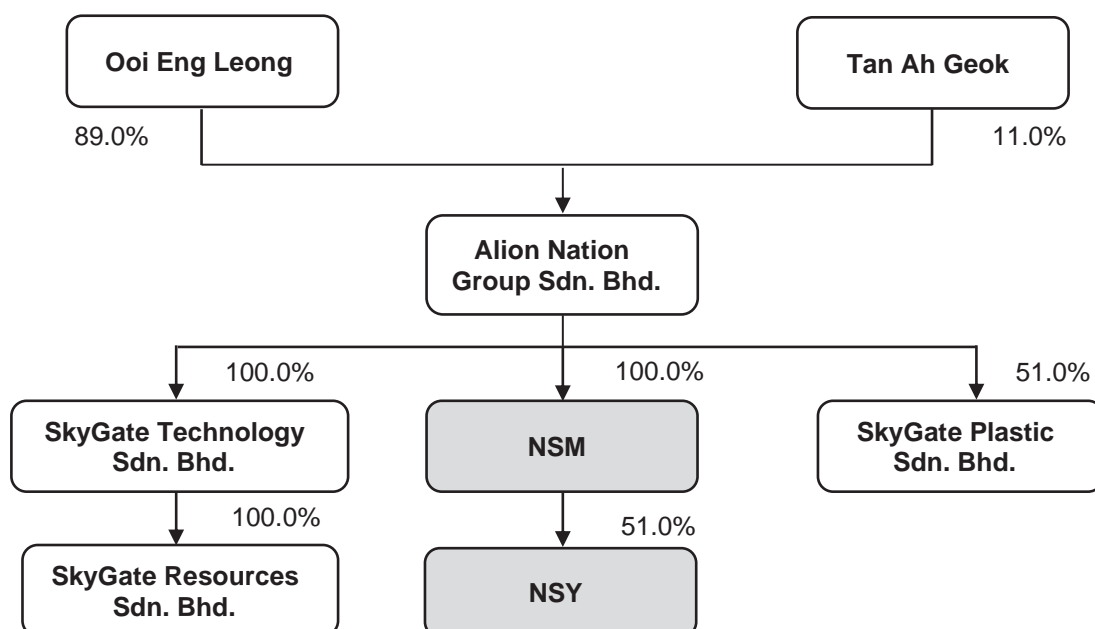 Ooi Eng Leong
Tan Ah Geok
89.0%
11.0%
Alion Nation
Group Sdn. Bhd.
100.0%
100.0%
51.0%
SkyGate Technology
Sdn. Bhd.
NSM
SkyGate Plastic
Sdn. Bhd.
100.0%
51.0%
SkyGate Resources
Sdn. Bhd.
NSY